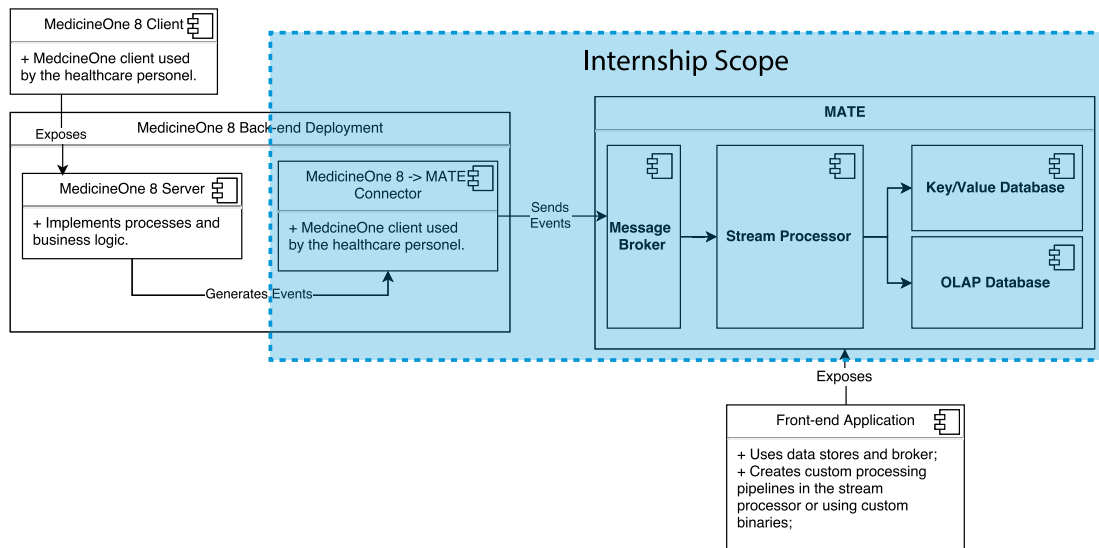 MedicineOne 8 Client
+ MedcineOne client used
by the healthcare personel.
Internship Scope
Exposes
MedicineOne 8 Back-end Deployment
MedicineOne 8 Server
+ Implements processes and
business logic.
MedicineOne 8 -> MATE
Connector
+ MedcineOne client used
by the healthcare personel.
Generates Events
Sends
Events
MATE
Message
Broker
Stream Processor
Key/Value Database
OLAP Database
Exposes
Front-end Application
+ Uses data stores and broker;
+ Creates custom processing
pipelines in the stream
processor or using custom
binaries;